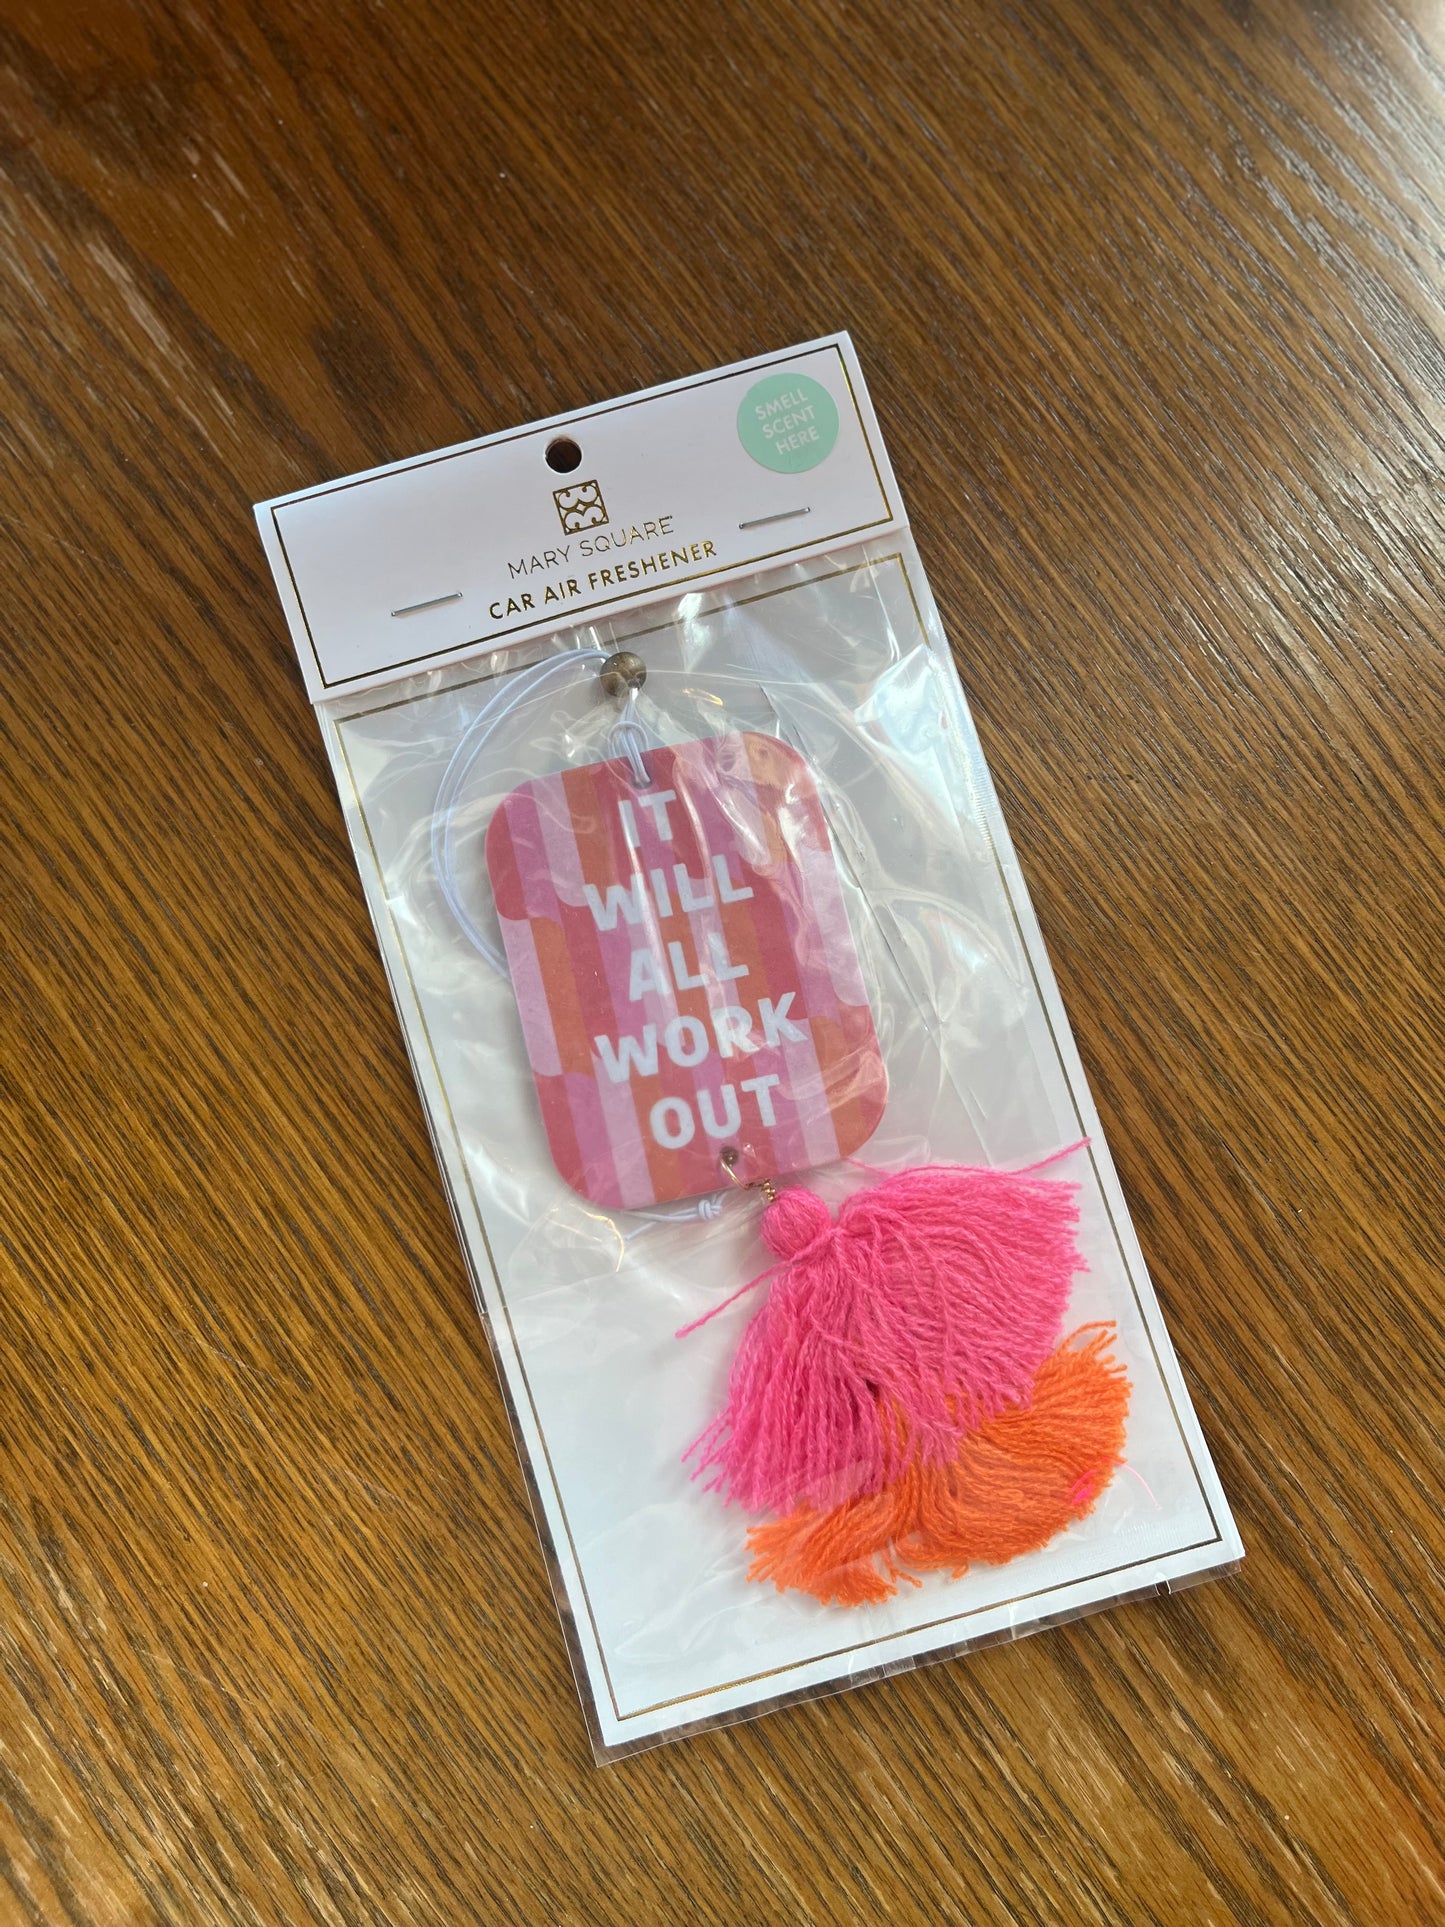 SMELL
SCENT
HERE
MARY SQUARE
CAR AIR FRESHENER
IT
WILL
ALL
WORK
OUT